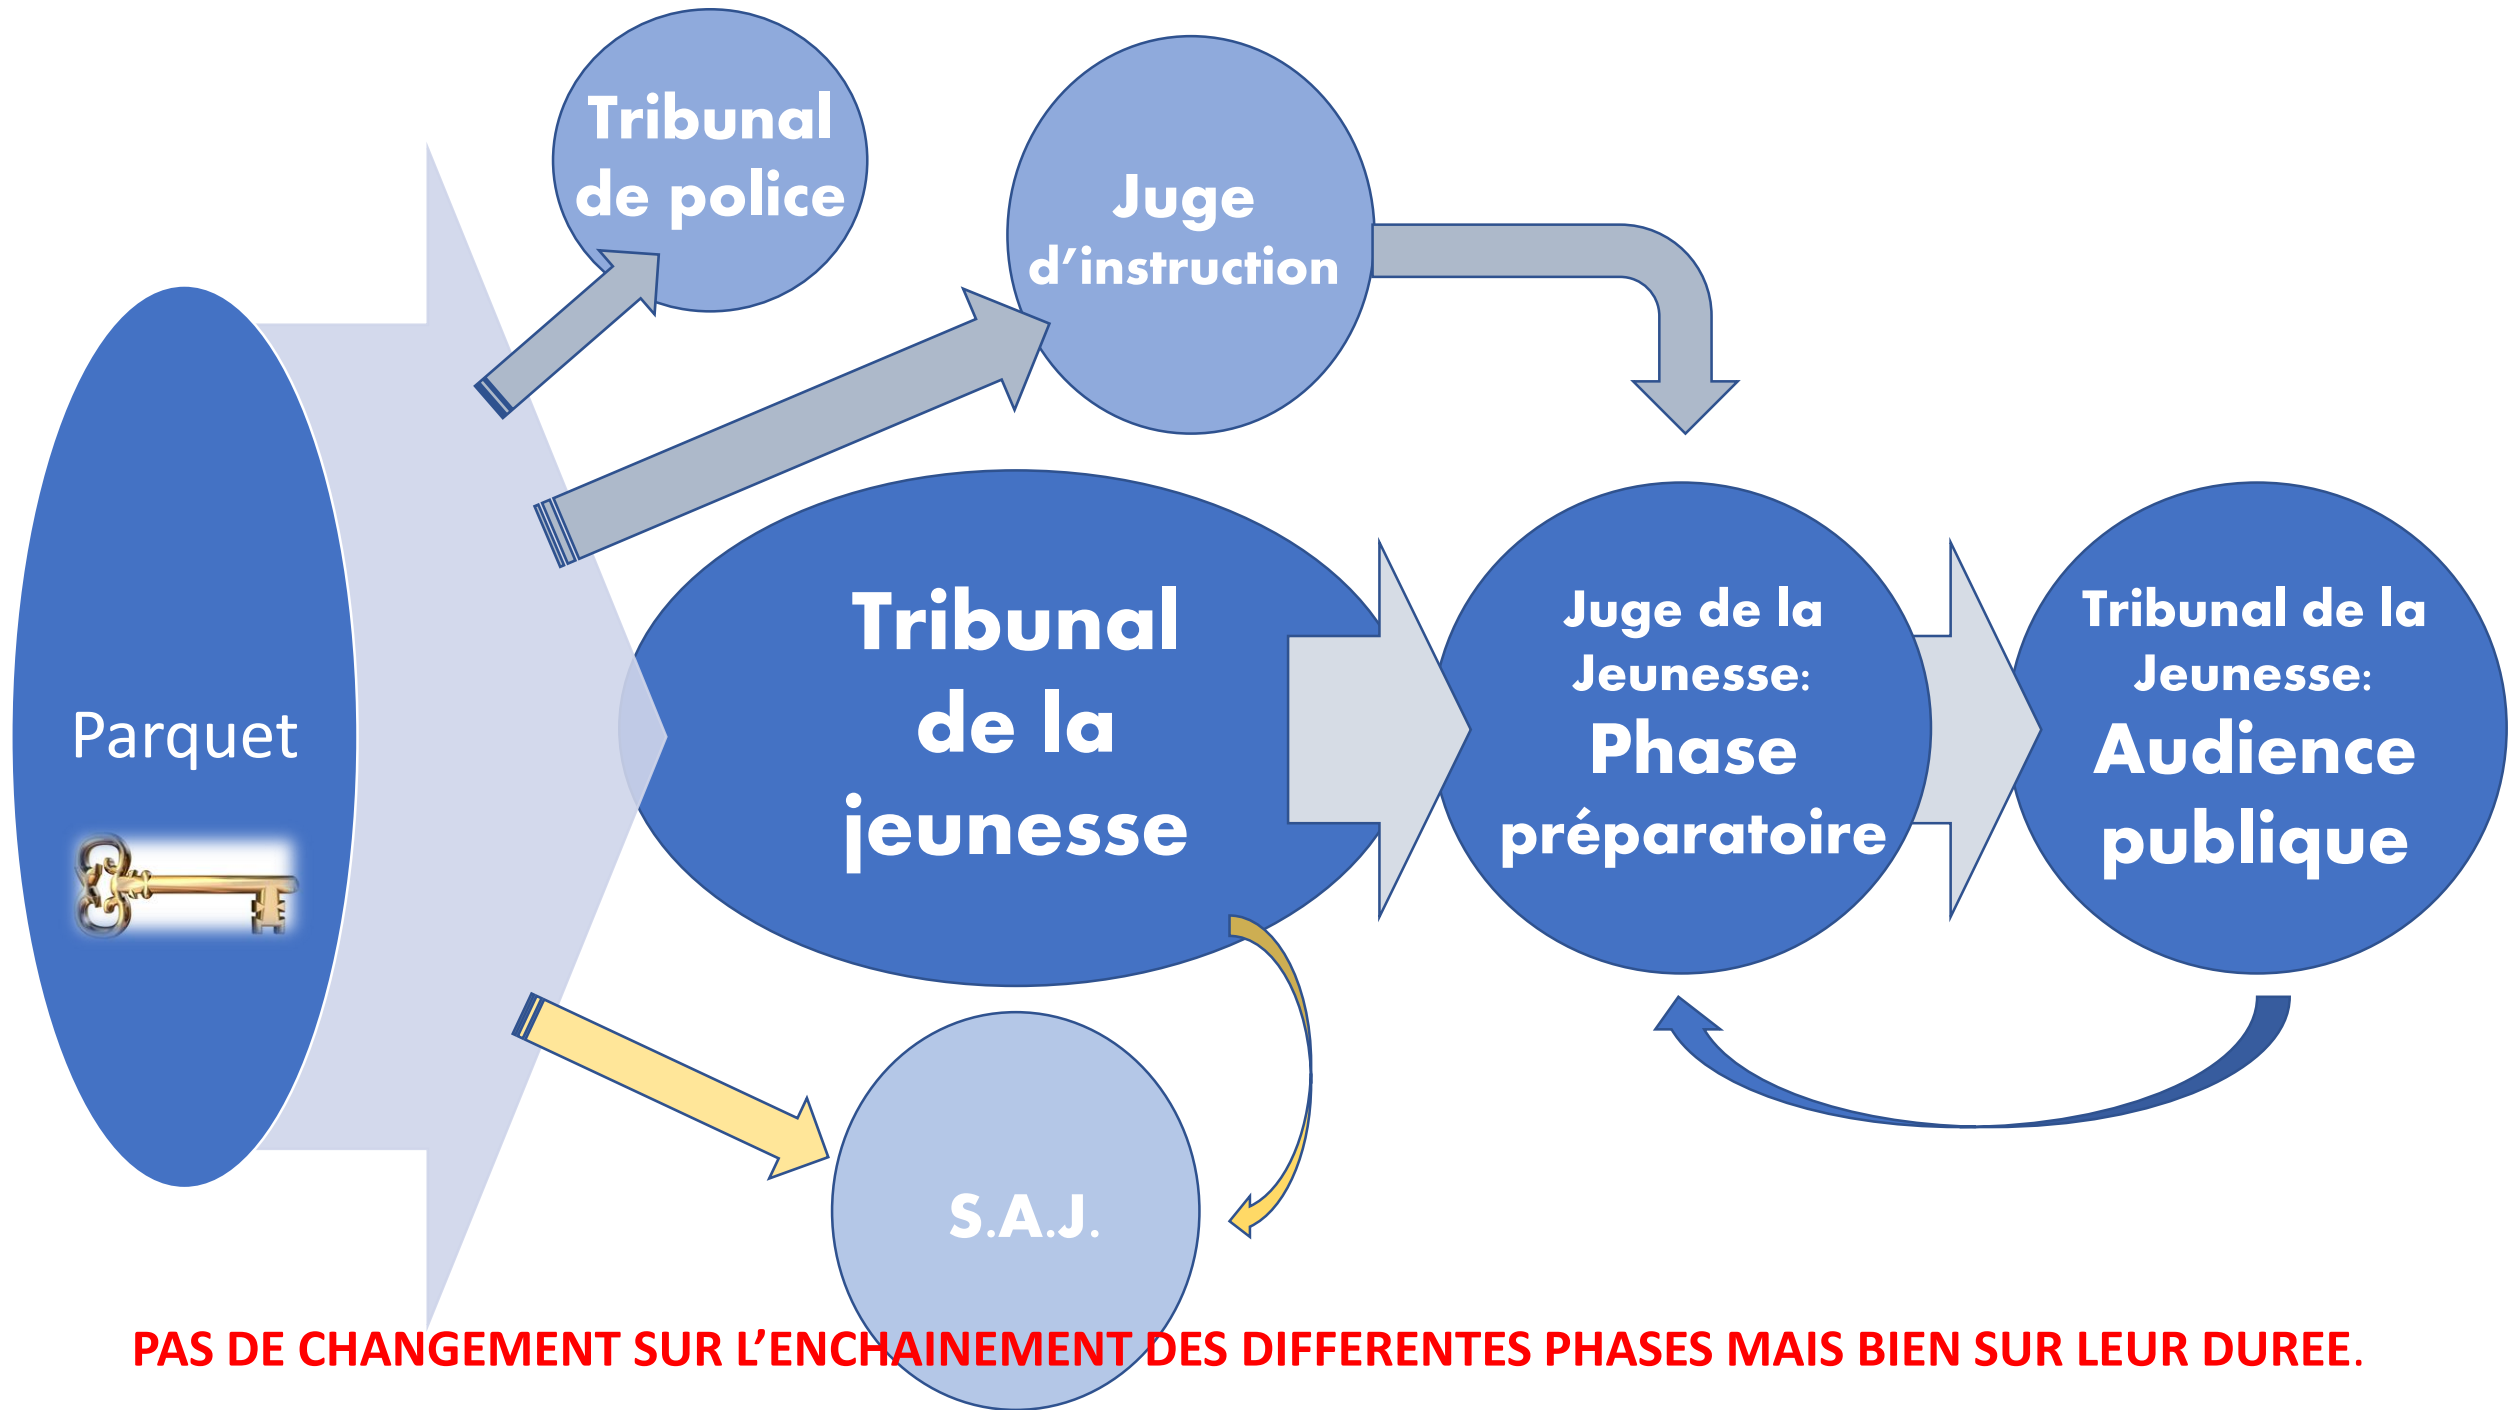 Tribunal
de police
Juge
d’instruction
Parquet
Tribunal
de la
jeunesse
Juge de la
Jeunesse:
Phase
préparatoire
Tribunal de la
Jeunesse:
Audience
publique
S.A.J.
PAS DE CHANGEMENT SUR L’ENCHAINEMENT DES DIFFERENTES PHASES MAIS BIEN SUR LEUR DUREE.